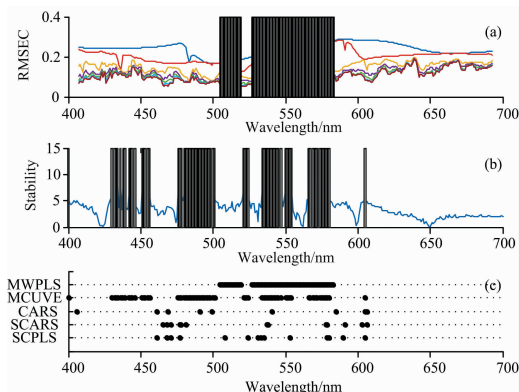 (a)
RMSEC
0.4
0.2
0
400 450 500 550 600 650 700
Wavelength/nm
(b)
Stability
15
10
5
0
400 450 500 550 600 650 700
Wavelength/nm
(c)
MWPLS
MCUVE
CARS
SCARS
SCPLS
400 450 500 550 600 650 700
Wavelength/nm